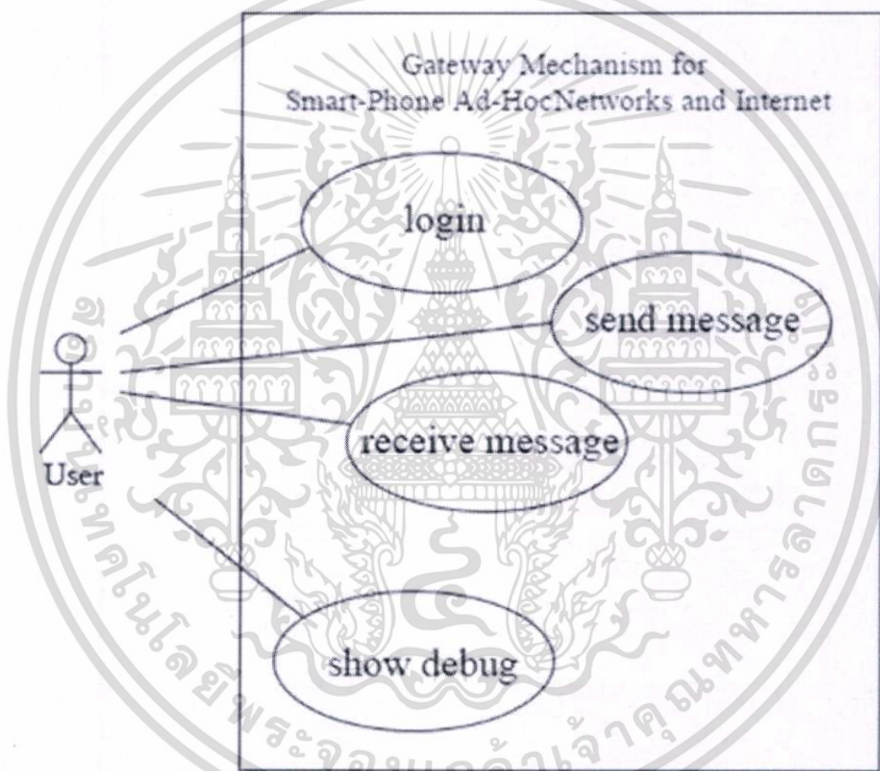 Gateway Mechanism for
Smart-Phone Ad-HocNetworks and Internet
login
send message
receive message
User
show debug